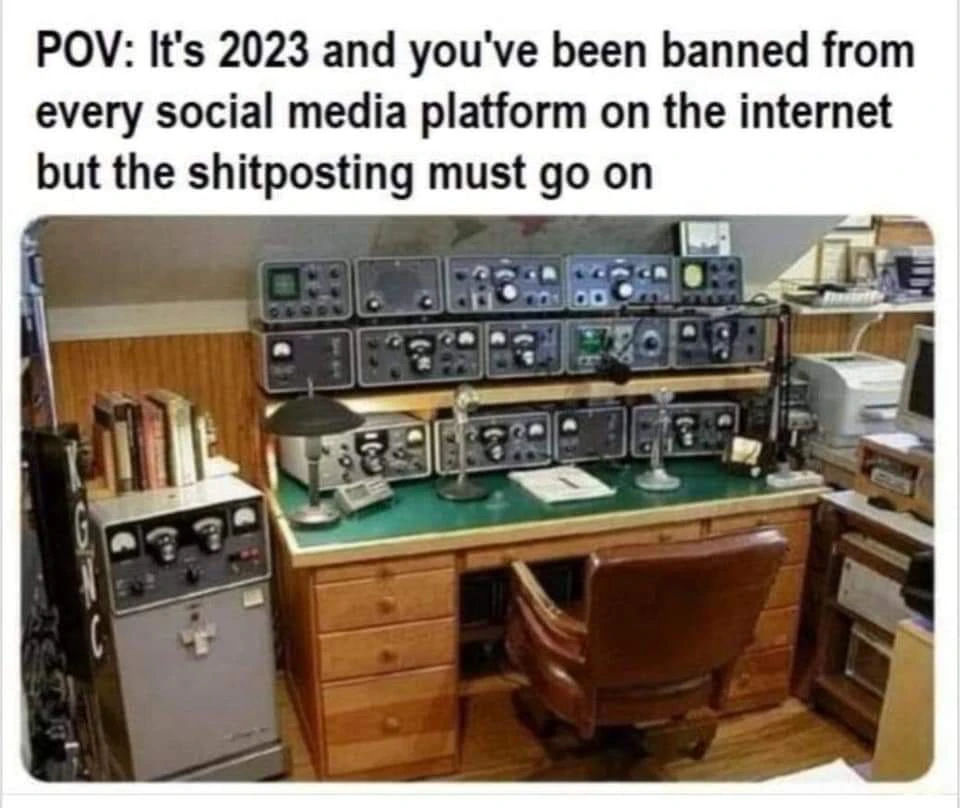 POV: It's 2023 and you've been banned from
every social media platform on the internet
but the shitposting must go on